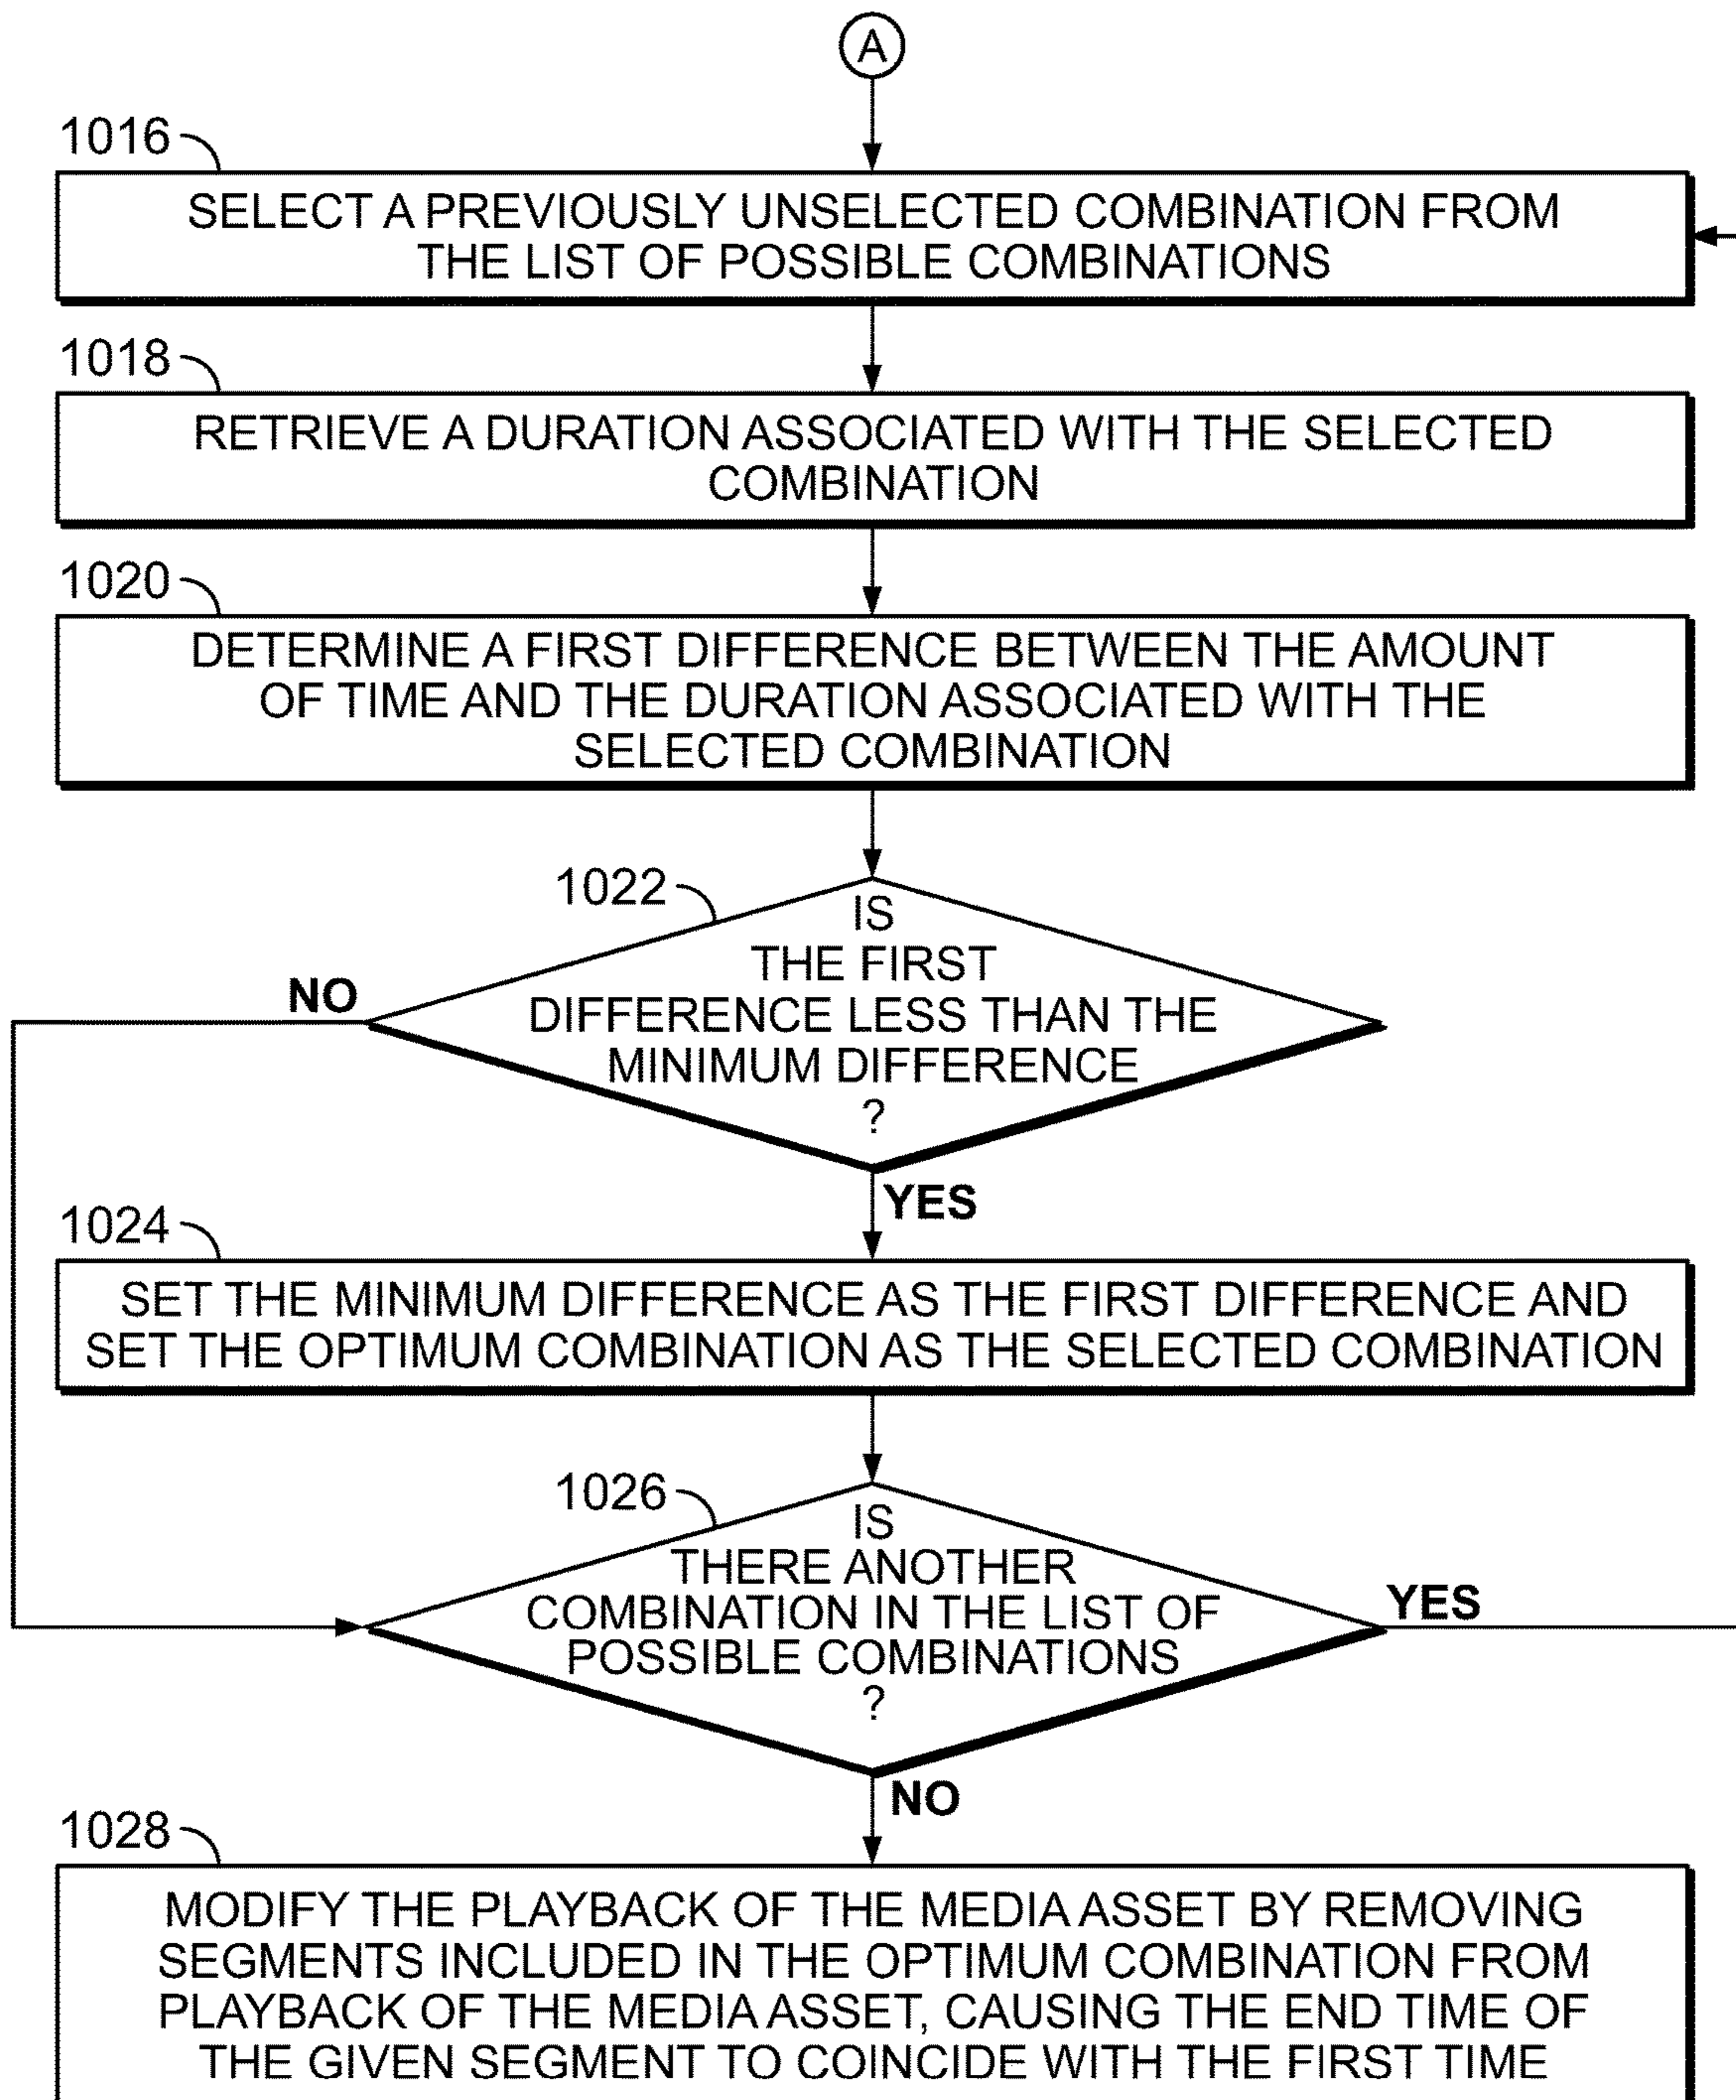 A
1016
SELECT A PREVIOUSLY UNSELECTED COMBINATION FROM
THE LIST OF POSSIBLE COMBINATIONS
1018
RETRIEVE A DURATION ASSOCIATED WITH THE SELECTED
COMBINATION
1020
DETERMINE A FIRST DIFFERENCE BETWEEN THE AMOUNT
OF TIME AND THE DURATION ASSOCIATED WITH THE
SELECTED COMBINATION
1022
IS
THE FIRST
DIFFERENCE LESS THAN THE
MINIMUM DIFFERENCE
?
NO
YES
1024
SET THE MINIMUM DIFFERENCE AS THE FIRST DIFFERENCE AND
SET THE OPTIMUM COMBINATION AS THE SELECTED COMBINATION
1026
IS
THERE ANOTHER
COMBINATION IN THE LIST OF
POSSIBLE COMBINATIONS
?
YES
NO
1028
MODIFY THE PLAYBACK OF THE MEDIA ASSET BY REMOVING
SEGMENTS INCLUDED IN THE OPTIMUM COMBINATION FROM
PLAYBACK OF THE MEDIA ASSET, CAUSING THE END TIME OF
THE GIVEN SEGMENT TO COINCIDE WITH THE FIRST TIME